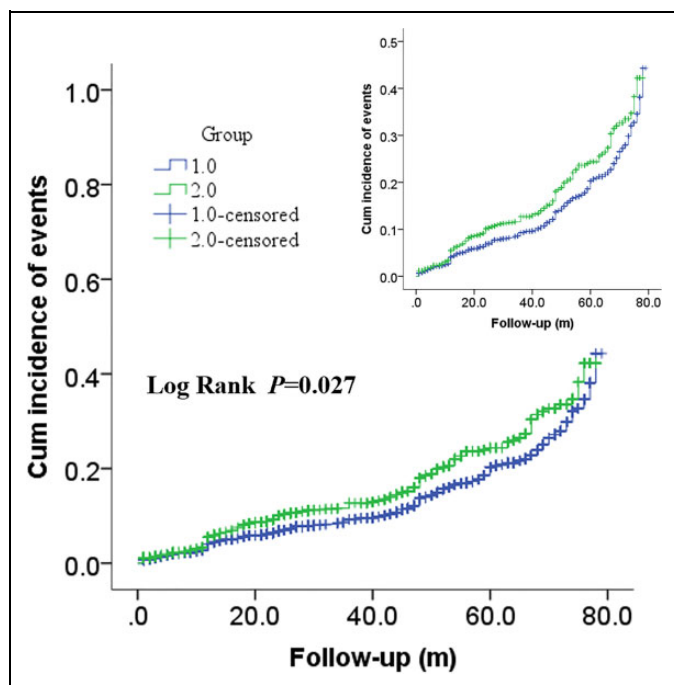 0.5
0.4
0.3
0.2
0.1
0.0
Cum incidence of events
.0 20.0 40.0 60.0 80.0
Follow-up (m)
1.0
0.8
0.6
0.4
0.2
0.0
Cum incidence of events
Group
1.0
2.0
1.0-censored
2.0-censored
Log Rank P=0.027
.0 20.0 40.0 60.0 80.0
Follow-up (m)